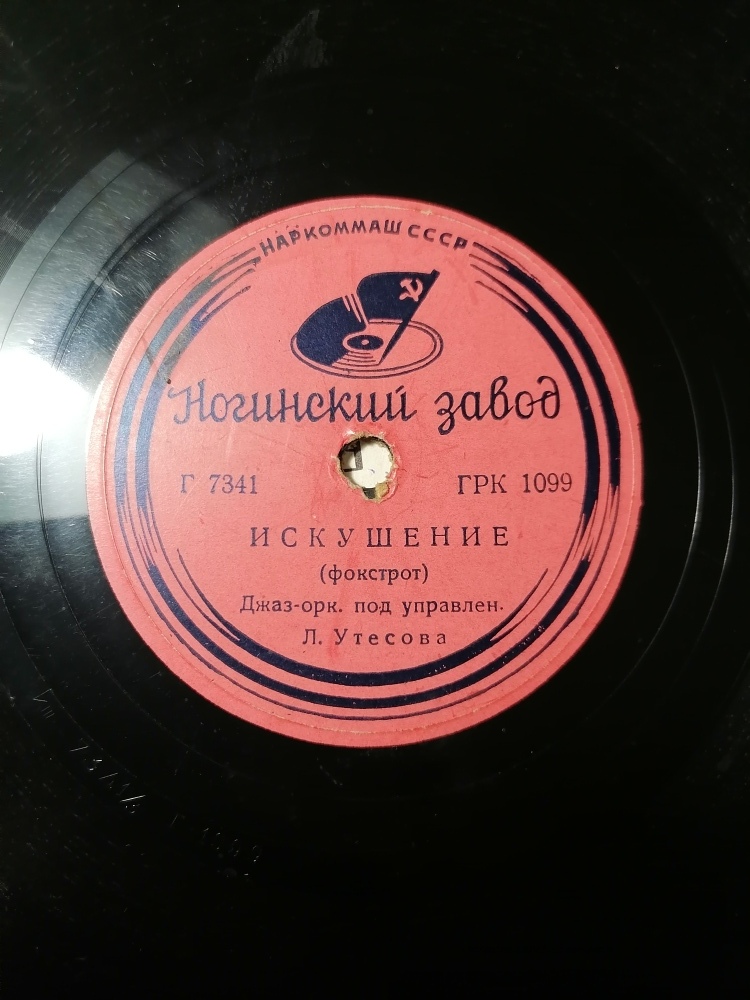 НАРКОММАШ СССР
Ногинский завод
Г 7341
ГРК 1099
ИСКУШЕНИЕ
(фокстрот)
Джаз-орк. под управлен.
Л. Утесова